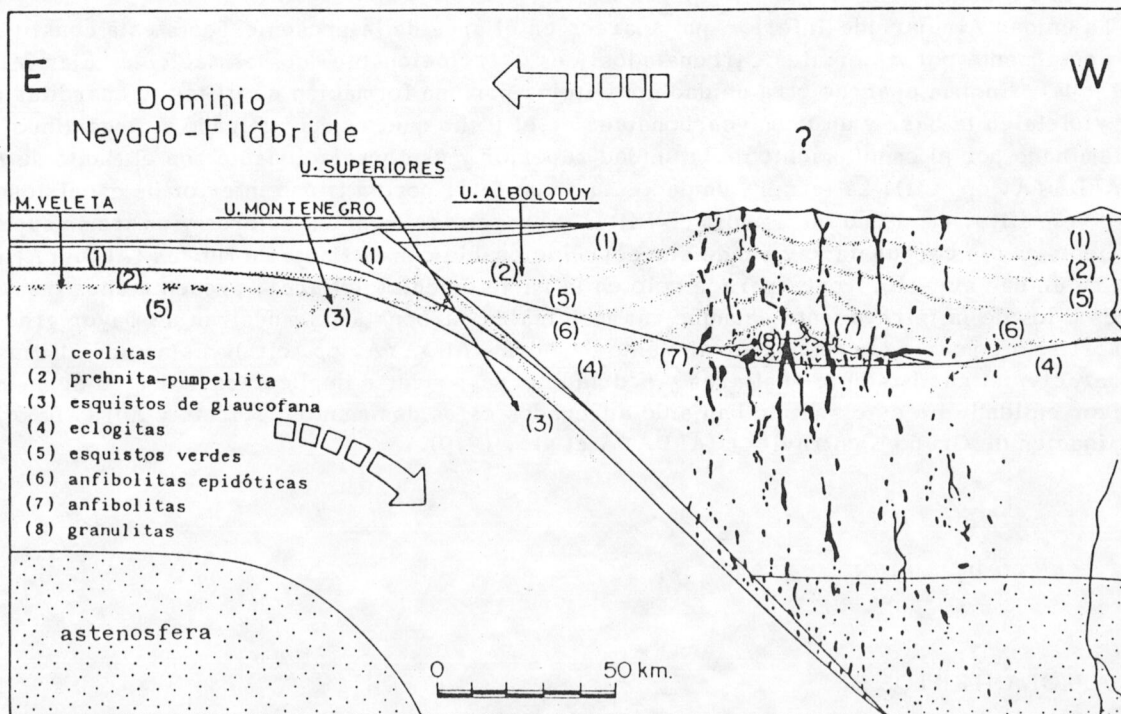 E
W
Dominio
Nevado-Filábride
?
U. SUPERIORES
M.VELETA
U.MONTENEGRO
U. ALBOLODUY
(1)
(1)
(1)
(1)
(2)
(2)
(2)
(5)
(5)
(5)
(3)
(6)
(7)
(6)
(8)
(4)
(7)
(4)
(3)
(1) ceolitas
(2) prehnita-pumpellita
(3) esquistos de glaucofana
(4) eclogitas
(5) esquistos verdes
(6) anfibolitas epidóticas
(7) anfibolitas
(8) granulitas
astenosfera
0 50 km.